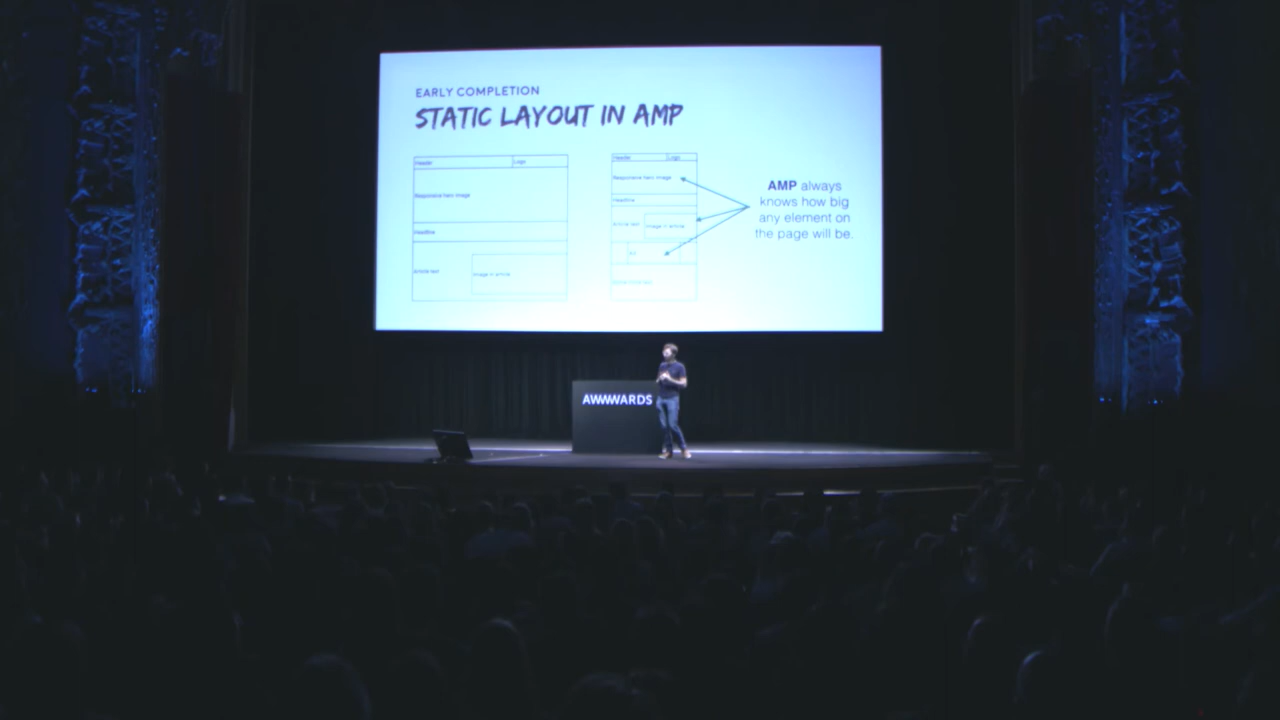 EARLY COMPLETION
STATIC LAYOUT IN AMP
Header
Logo
Responsive hero image
Headline
Article text
Image in article
Header
Logo
Responsive hero image
Headline
Article text
Image in article
Ad
AMP always
knows how big
any element on
the page will be.
AWWWARDS